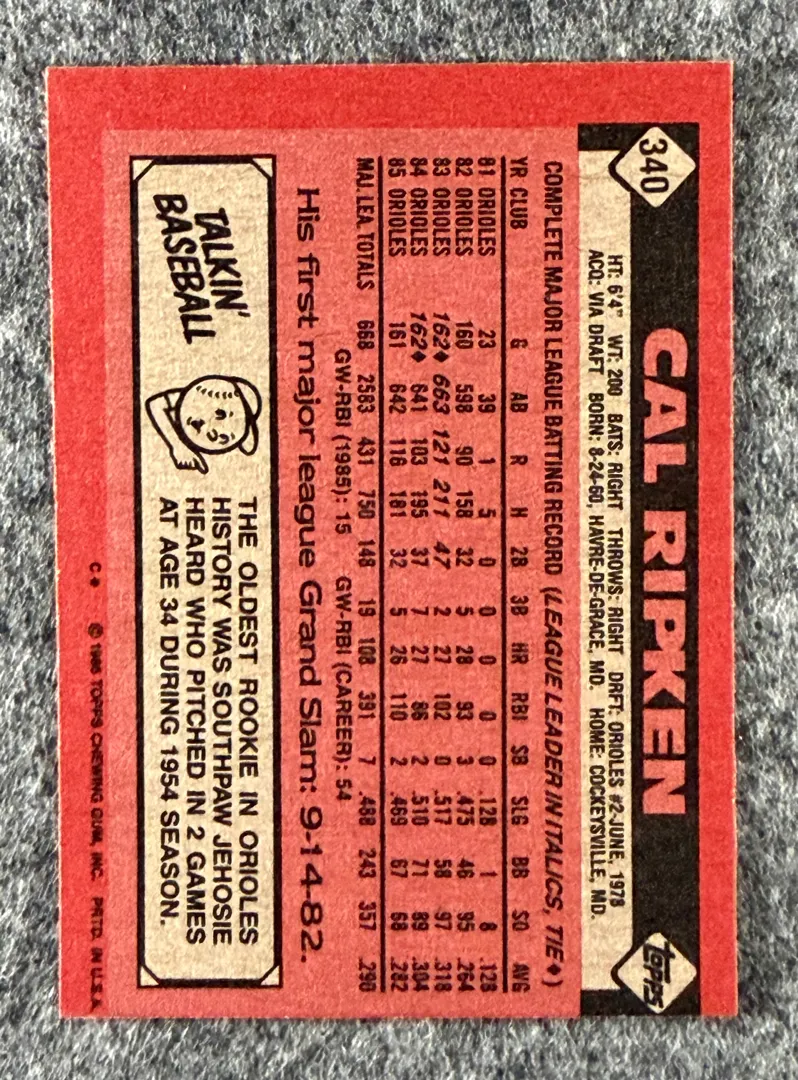 340
CAL RIPKEN
topps
HT: 6'4" WT: 200 BATS: RIGHT THROWS: RIGHT DRFT: ORIOLES #2-JUNE, 1978
ACQ: VIA DRAFT BORN: 8-24-60, HAVRE-DE-GRACE, MD. HOME: COCKEYSVILLE, MD.
COMPLETE MAJOR LEAGUE BATTING RECORD (LEAGUE LEADER IN ITALICS, TIE♦)
YR CLUB G AB R H 2B 3B HR RBI SB SLG BB SO AVG
81 ORIOLES 23 39 1 5 0 0 0 0 0 .128 1 8 .128
82 ORIOLES 160 598 90 158 32 5 28 93 3 .475 46 95 .264
83 ORIOLES 162♦ 663 121 211 47 2 27 102 0 .517 58 97 .318
84 ORIOLES 162♦ 641 103 195 37 7 27 86 2 .510 71 89 .304
85 ORIOLES 161 642 116 181 32 5 26 110 2 .469 67 68 .282
MAJ. LEA. TOTALS 668 2583 431 750 148 19 108 391 7 .488 243 357 .290
GW-RBI (1985): 15 GW-RBI (CAREER): 54
His first major league Grand Slam: 9-14-82.
TALKIN'
BASEBALL
THE OLDEST ROOKIE IN ORIOLES
HISTORY WAS SOUTHPAW JEHOSIE
HEARD WHO PITCHED IN 2 GAMES
AT AGE 34 DURING 1954 SEASON.
C* © 1986 TOPPS CHEWING GUM, INC. PRTD. IN U.S.A.